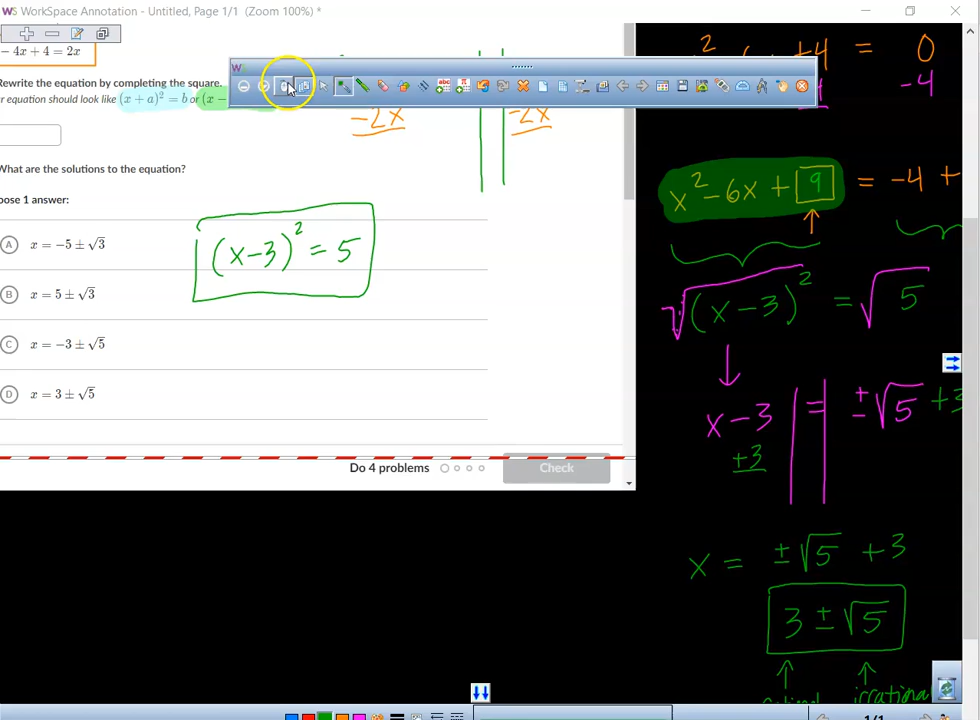 WorkSpace Annotation - Untitled, Page 1/1 (Zoom 100%) *
− 4x + 4 = 2x
Rewrite the equation by completing the square.
r equation should look like (x + a)² = b or (x −
What are the solutions to the equation?
oose 1 answer:
A x = −5 ± √3
B x = 5 ± √3
C x = −3 ± √5
D x = 3 ± √5
Do 4 problems
Check
−2x −2x
(x−3)² = 5
+4 = 0
−4
x² − 6x + 9 = −4 +
√(x − 3)² = √5
x − 3 = ±√5 +3
+3
x = ±√5 +3
3 ± √5
irrational
1/1